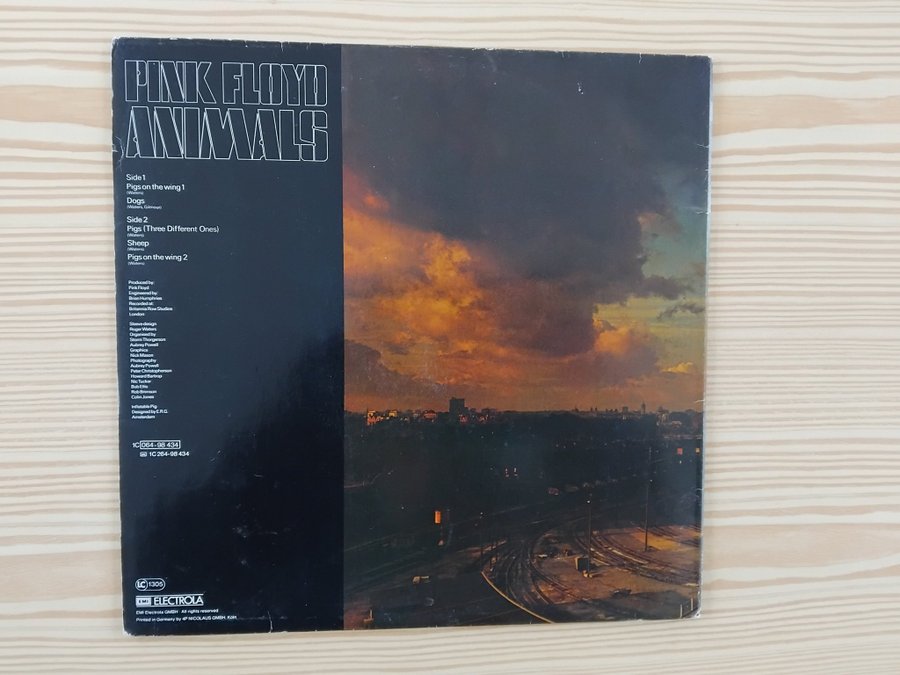 PINK FLOYD
ANIMALS
Side 1
Pigs on the wing 1
(Waters)
Dogs
(Waters, Gilmour)
Side 2
Pigs (Three Different Ones)
(Waters)
Sheep
(Waters)
Pigs on the wing 2
(Waters)
Produced by:
Pink Floyd
Engineered by:
Brian Humphries
Recorded at:
Britannia Row Studios
London
Sleeve design
Roger Waters
Organised by
Storm Thorgerson
Aubrey Powell
Graphics
Nick Mason
Photography
Aubrey Powell
Peter Christopherson
Howard Bartrop
Nic Tucker
Bob Ellis
Rob Brimson
Colin Jones
Inflatable Pig
Designed by E.R.G.
Amsterdam
1C 064-98 434
1C 264-98 434
LC 1305
EMI ELECTROLA
EMI Electrola GMBH · All rights reserved
Printed in Germany by 4P NICOLAUS GMBH, Köln